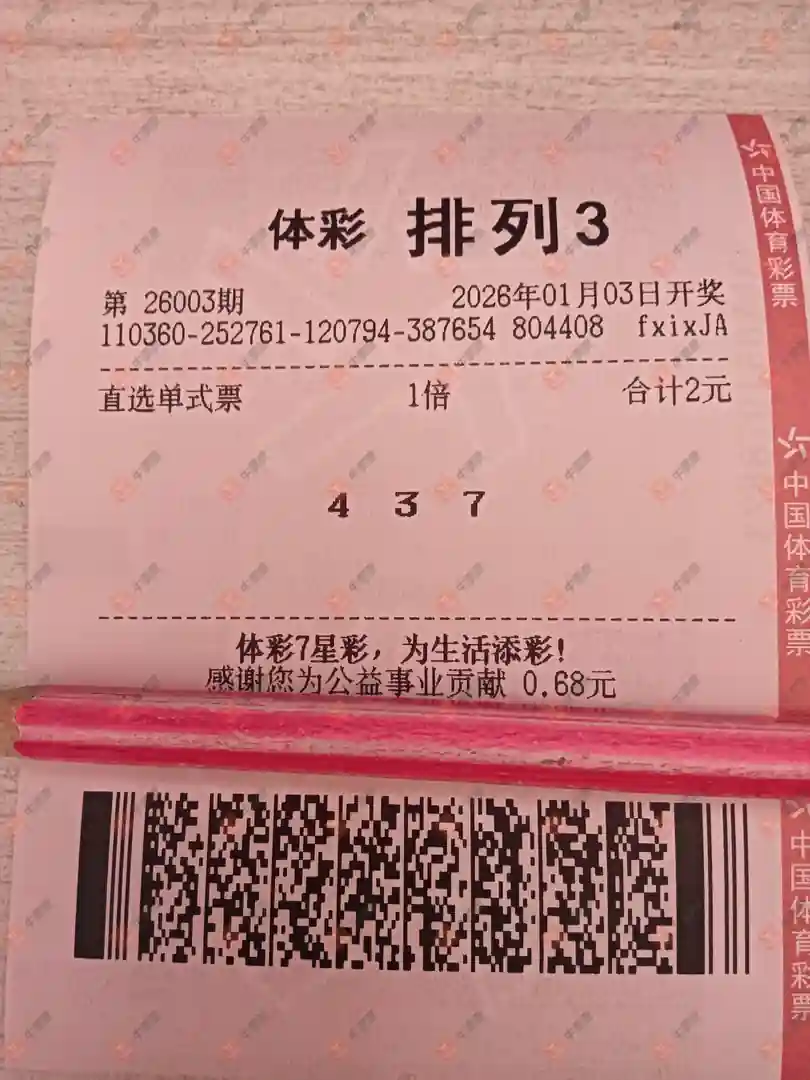 体彩 排列3
第 26003期 2026年01月03日开奖
110360-252761-120794-387654 804408 fxixJA
直选单式票 1倍 合计2元
4 3 7
体彩7星彩，为生活添彩!
感谢您为公益事业贡献 0.68元
中国体育彩票
中国体育彩票
中国体育彩票